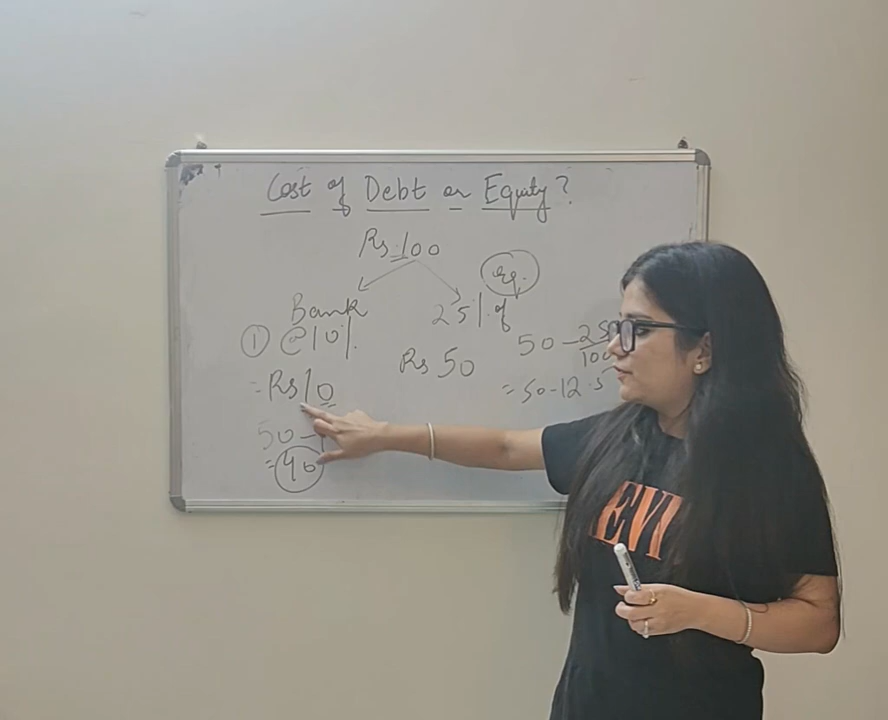 Cost of Debt or Equity?
Rs 100
Eq.
Bank
25% of
① @10%
Rs 50
50 - 25
100
= Rs 10
= 50 - 12.5
50 -
= 40
EVI